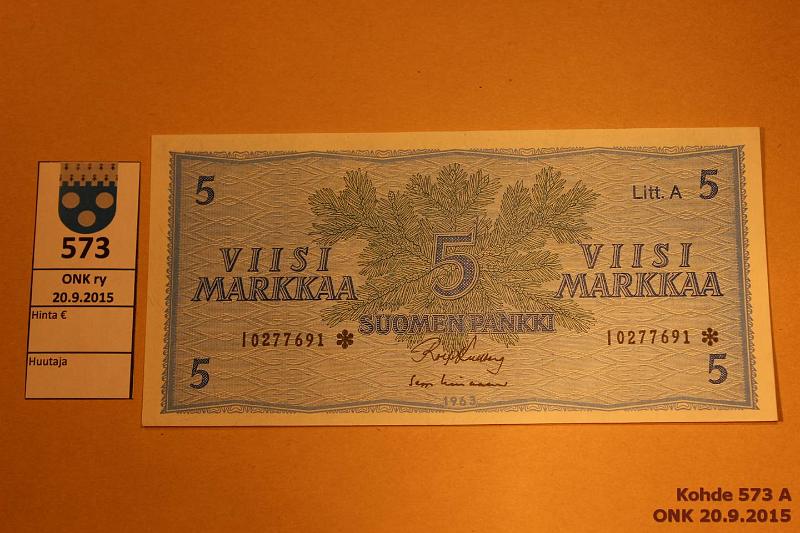 573
ONK ry
20.9.2015
Hinta €
Huutaja
5
Litt. A 5
VIISI MARKKAA
5
VIISI MARKKAA
SUOMEN PANKKI
I0277691 *
I0277691 *
5
5
1963
Kohde 573 A
ONK 20.9.2015